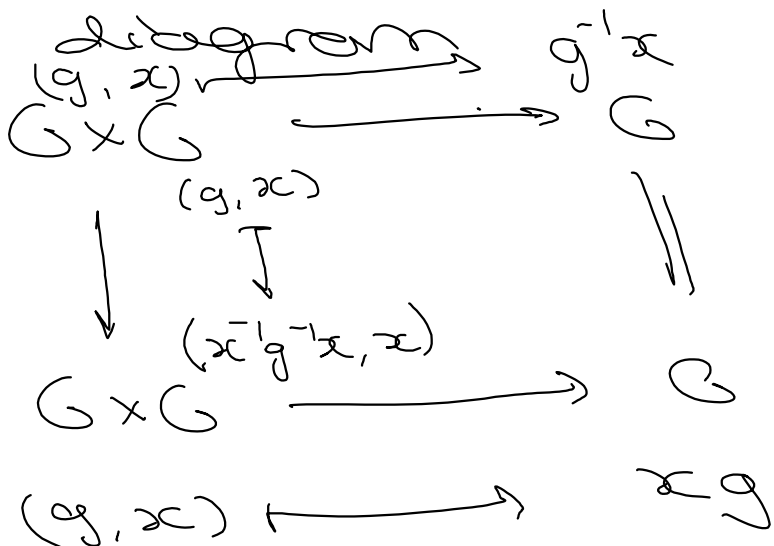 diagram
(g, x) ↦ g⁻¹x
G × G → G
(g, x)
↧
(x⁻¹g⁻¹x, x)
G × G → G
(g, x) ↦ xg